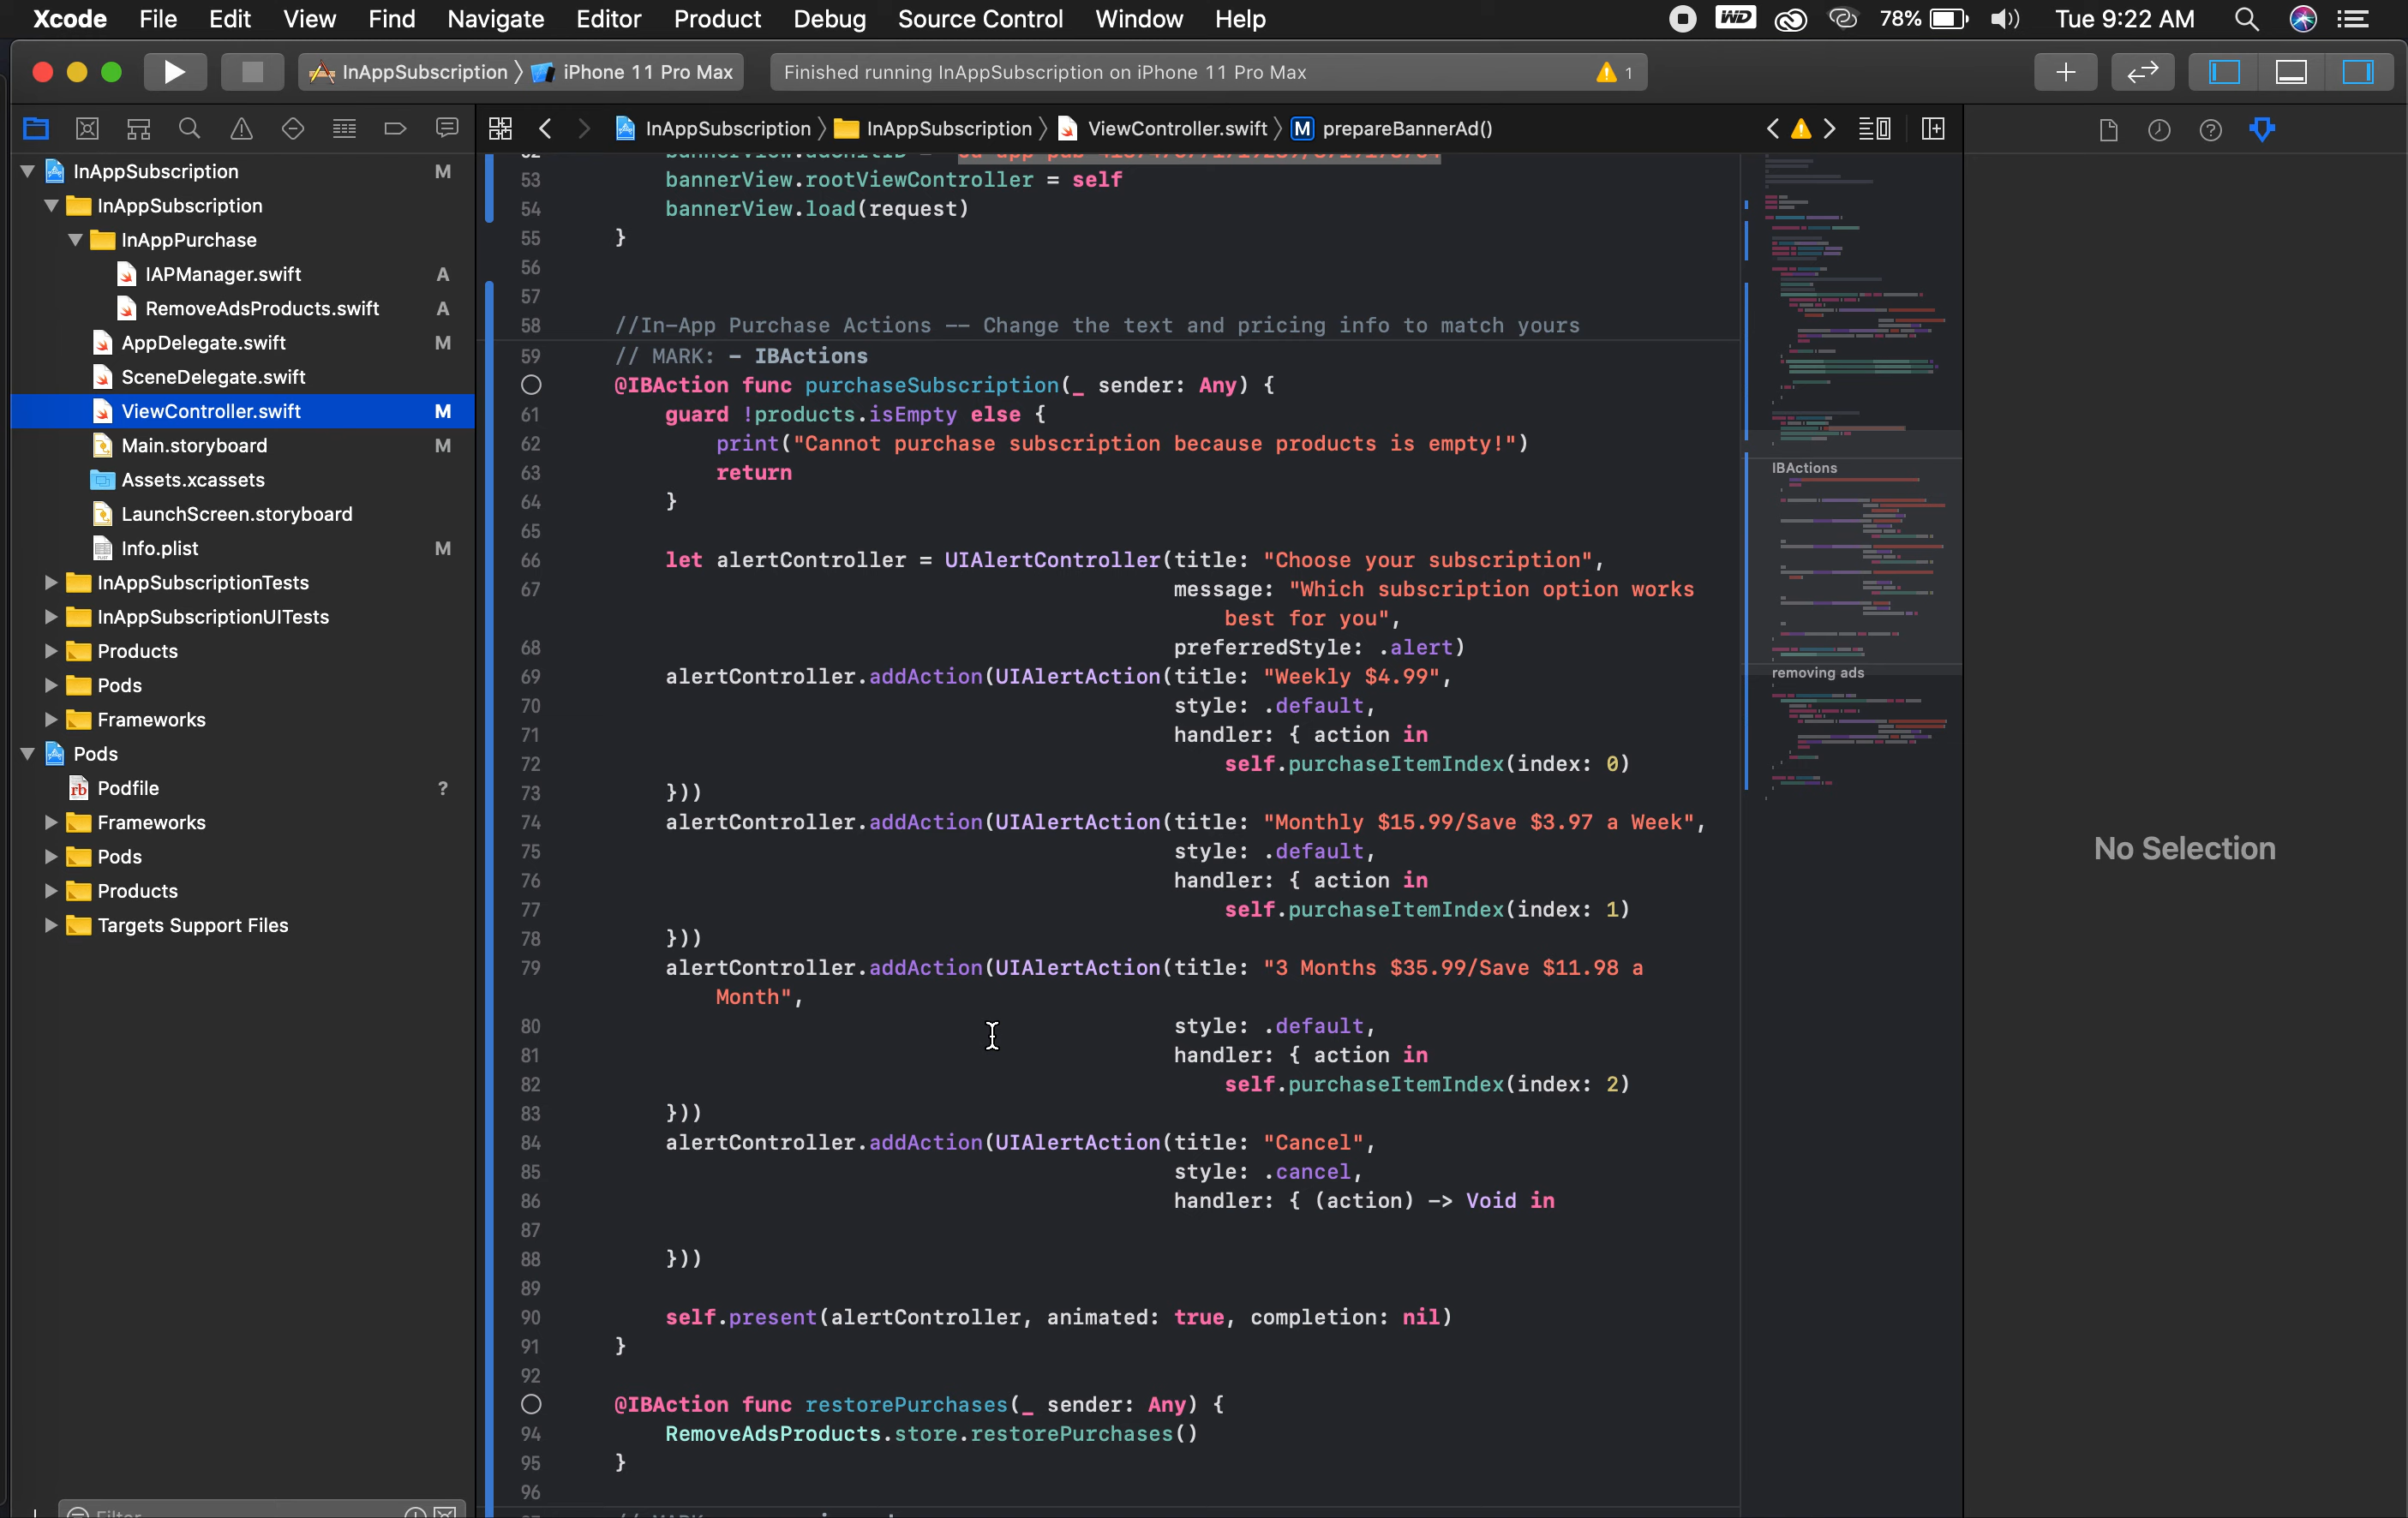 Xcode File Edit View Find Navigate Editor Product Debug Source Control Window Help WD 78% Tue 9:22 AM
InAppSubscription iPhone 11 Pro Max Finished running InAppSubscription on iPhone 11 Pro Max 1
InAppSubscription InAppSubscription ViewController.swift M prepareBannerAd()
InAppSubscription M
InAppSubscription
InAppPurchase
IAPManager.swift A
RemoveAdsProducts.swift A
AppDelegate.swift M
SceneDelegate.swift
ViewController.swift M
Main.storyboard M
Assets.xcassets
LaunchScreen.storyboard
Info.plist M
InAppSubscriptionTests
InAppSubscriptionUITests
Products
Pods
Frameworks
Pods
rb Podfile ?
Frameworks
Pods
Products
Targets Support Files
53 bannerView.rootViewController = self
54 bannerView.load(request)
55 }
56
57
58 //In-App Purchase Actions -- Change the text and pricing info to match yours
59 // MARK: - IBActions
@IBAction func purchaseSubscription(_ sender: Any) {
61 guard !products.isEmpty else {
62 print("Cannot purchase subscription because products is empty!")
63 return
64 }
65
66 let alertController = UIAlertController(title: "Choose your subscription",
67 message: "Which subscription option works
best for you",
68 preferredStyle: .alert)
69 alertController.addAction(UIAlertAction(title: "Weekly $4.99",
70 style: .default,
71 handler: { action in
72 self.purchaseItemIndex(index: 0)
73 }))
74 alertController.addAction(UIAlertAction(title: "Monthly $15.99/Save $3.97 a Week",
75 style: .default,
76 handler: { action in
77 self.purchaseItemIndex(index: 1)
78 }))
79 alertController.addAction(UIAlertAction(title: "3 Months $35.99/Save $11.98 a
Month",
80 style: .default,
81 handler: { action in
82 self.purchaseItemIndex(index: 2)
83 }))
84 alertController.addAction(UIAlertAction(title: "Cancel",
85 style: .cancel,
86 handler: { (action) -> Void in
87
88 }))
89
90 self.present(alertController, animated: true, completion: nil)
91 }
92
@IBAction func restorePurchases(_ sender: Any) {
94 RemoveAdsProducts.store.restorePurchases()
95 }
96
IBActions
removing ads
No Selection